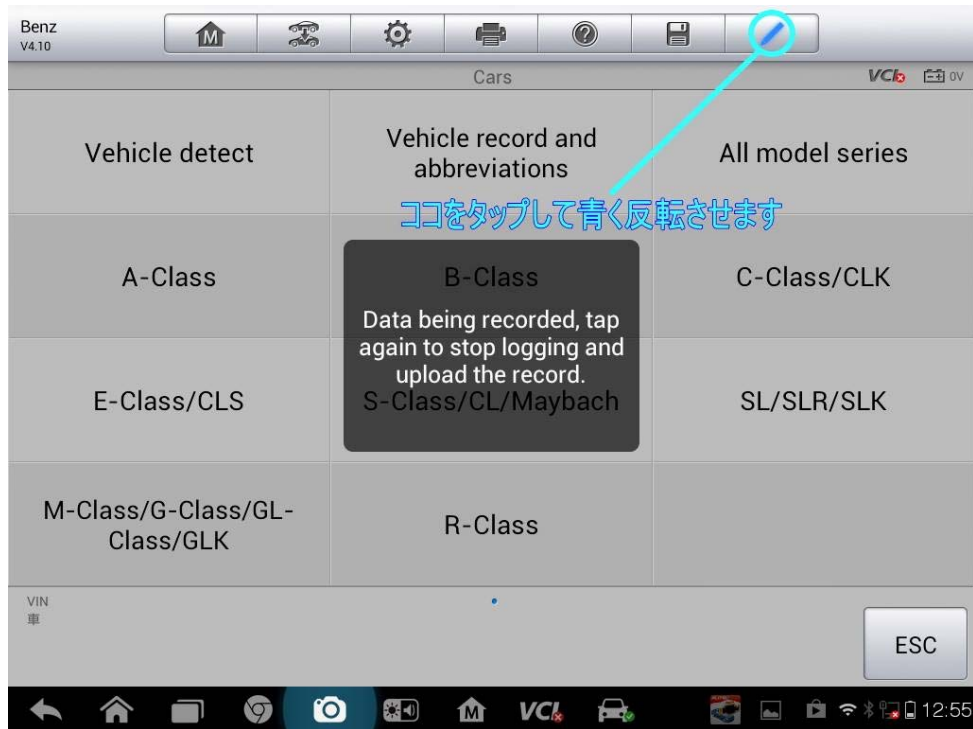 Benz
V4.10
M
Cars
VCI
0V
Vehicle detect
Vehicle record and
abbreviations
All model series
ココをタップして青く反転させます
A-Class
B-Class
C-Class/CLK
Data being recorded, tap
again to stop logging and
upload the record.
E-Class/CLS
S-Class/CL/Maybach
SL/SLR/SLK
M-Class/G-Class/GL-
Class/GLK
R-Class
VIN
車
ESC
M
VCI
12:55